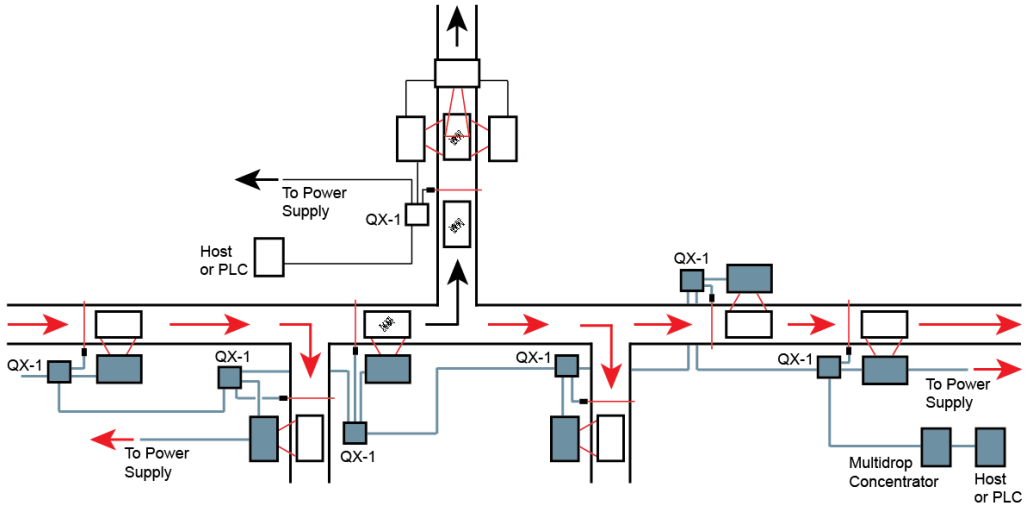 To Power
Supply
QX-1
Host
or PLC
QX-1
QX-1
QX-1
QX-1
QX-1
To Power
Supply
To Power
Supply
QX-1
Multidrop
Concentrator
Host
or PLC